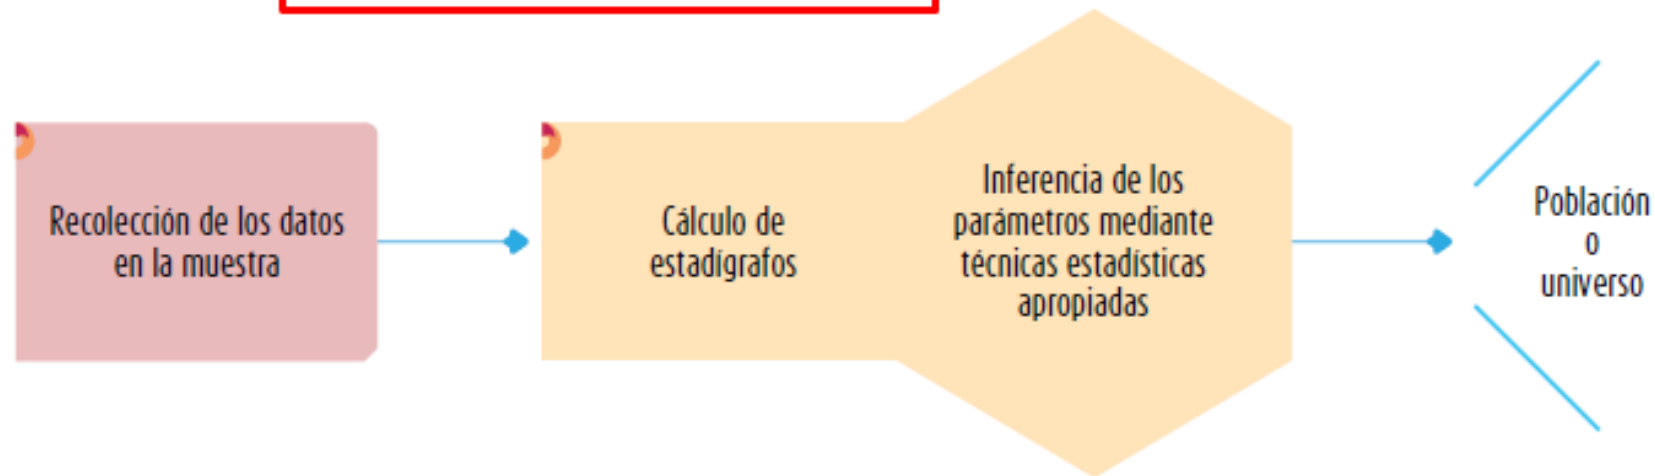 Recolección de los datos
en la muestra
Cálculo de
estadígrafos
Inferencia de los
parámetros mediante
técnicas estadísticas
apropiadas
Población
o
universo